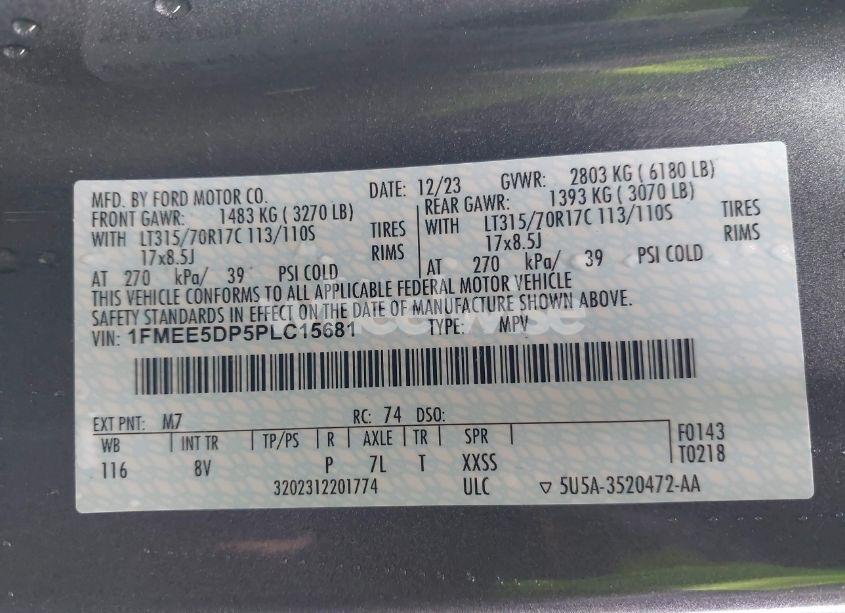 MFD. BY FORD MOTOR CO. DATE: 12/23 GVWR: 2803 KG ( 6180 LB)
FRONT GAWR: 1483 KG ( 3270 LB) REAR GAWR: 1393 KG ( 3070 LB)
WITH LT315/70R17C 113/110S TIRES WITH LT315/70R17C 113/110S TIRES
17x8.5J RIMS 17x8.5J RIMS
AT 270 kPa/ 39 PSI COLD AT 270 kPa/ 39 PSI COLD
THIS VEHICLE CONFORMS TO ALL APPLICABLE FEDERAL MOTOR VEHICLE
SAFETY STANDARDS IN EFFECT ON THE DATE OF MANUFACTURE SHOWN ABOVE.
VIN: 1FMEE5DP5PLC15681 TYPE: MPV
EXT PNT: M7 RC: 74 DSO:
WB INT TR TP/PS R AXLE TR SPR F0143
116 8V P 7L T XXSS T0218
3202312201774 ULC ▽ 5U5A-3520472-AA